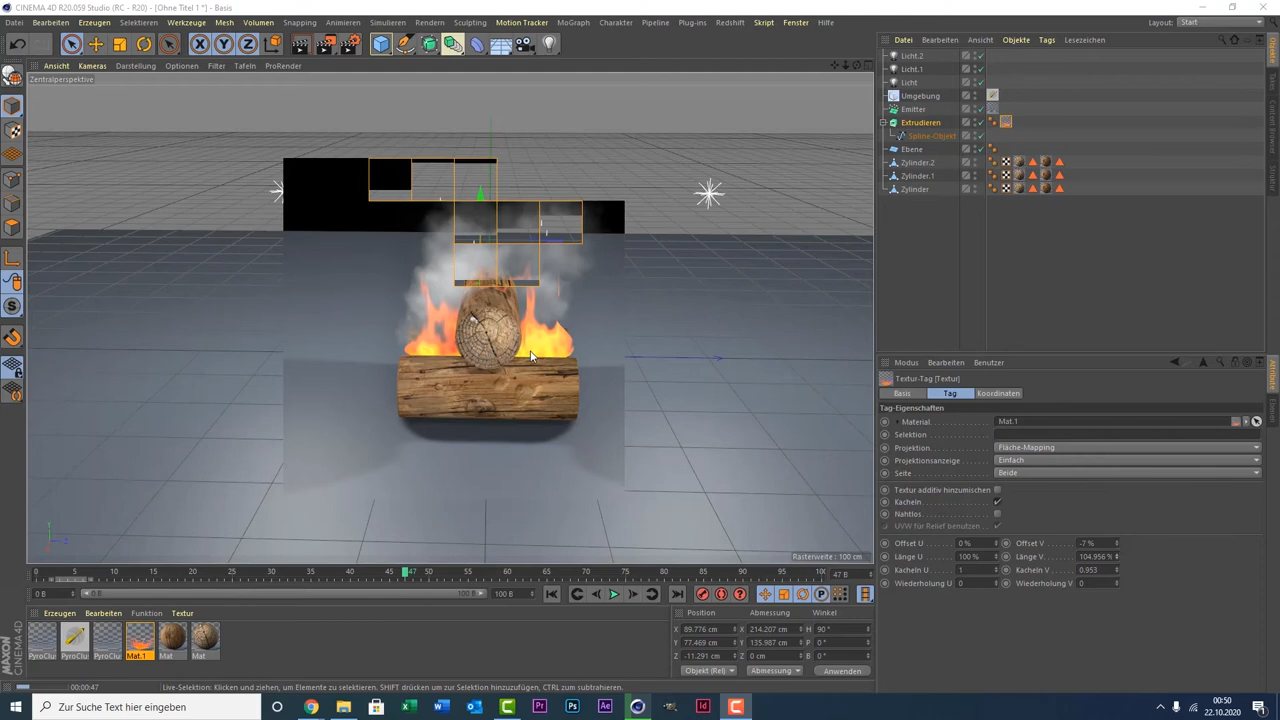 CINEMA 4D R20.059 Studio (RC - R20) - [Ohne Titel 1 *] - Basis
Datei Bearbeiten Erzeugen Selektieren Werkzeuge Mesh Volumen Snapping Animieren Simulieren Rendern Sculpting Motion Tracker MoGraph Charakter Pipeline Plug-ins Redshift Skript Fenster Hilfe
Layout: Start
X Y Z
Datei Bearbeiten Ansicht Objekte Tags Lesezeichen
Ansicht Kameras Darstellung Optionen Filter Tafeln ProRender
Zentralperspektive
Licht.2
Licht.1
Licht
Umgebung
Emitter
Extrudieren
Spline-Objekt
Ebene
Zylinder.2
Zylinder.1
Zylinder
Objekte
Takes
Attribute
Ebenen
Modus Bearbeiten Benutzer
Textur-Tag [Textur]
Basis Tag Koordinaten
Tag-Eigenschaften
Material Mat.1
Selektion
Projektion Fläche-Mapping
Projektionsanzeige Einfach
Seite Beide
Textur additiv hinzumischen
Kacheln
Nahtlos
UVW für Relief benutzen
Offset U 0 % Offset V -7 %
Länge U 100 % Länge V 104.956 %
Kacheln U 1 Kacheln V 0.953
Wiederholung U 0 Wiederholung V 0
Rasterweite : 100 cm
0 5 10 15 20 25 30 35 40 45 47 50 55 60 65 70 75 80 85 90 95 100
47 B
0 B 0 B 100 B 100 B
Erzeugen Bearbeiten Funktion Textur
PyroClu PyroClu PyroClu Mat.1 Mat Mat
Position Abmessung Winkel
X 89.776 cm X 214.207 cm H 90 °
Y 77.469 cm Y 135.987 cm P 0 °
Z -11.291 cm Z 0 cm B 0 °
Objekt (Rel) Abmessung Anwenden
MAXON CINEMA 4D
00:00:47 Live-Selektion: Klicken und ziehen, um Elemente zu selektieren. SHIFT drücken um zur Selektion hinzuzufügen, CTRL zum subtrahieren.
Zur Suche Text hier eingeben
00:50
22.10.2020